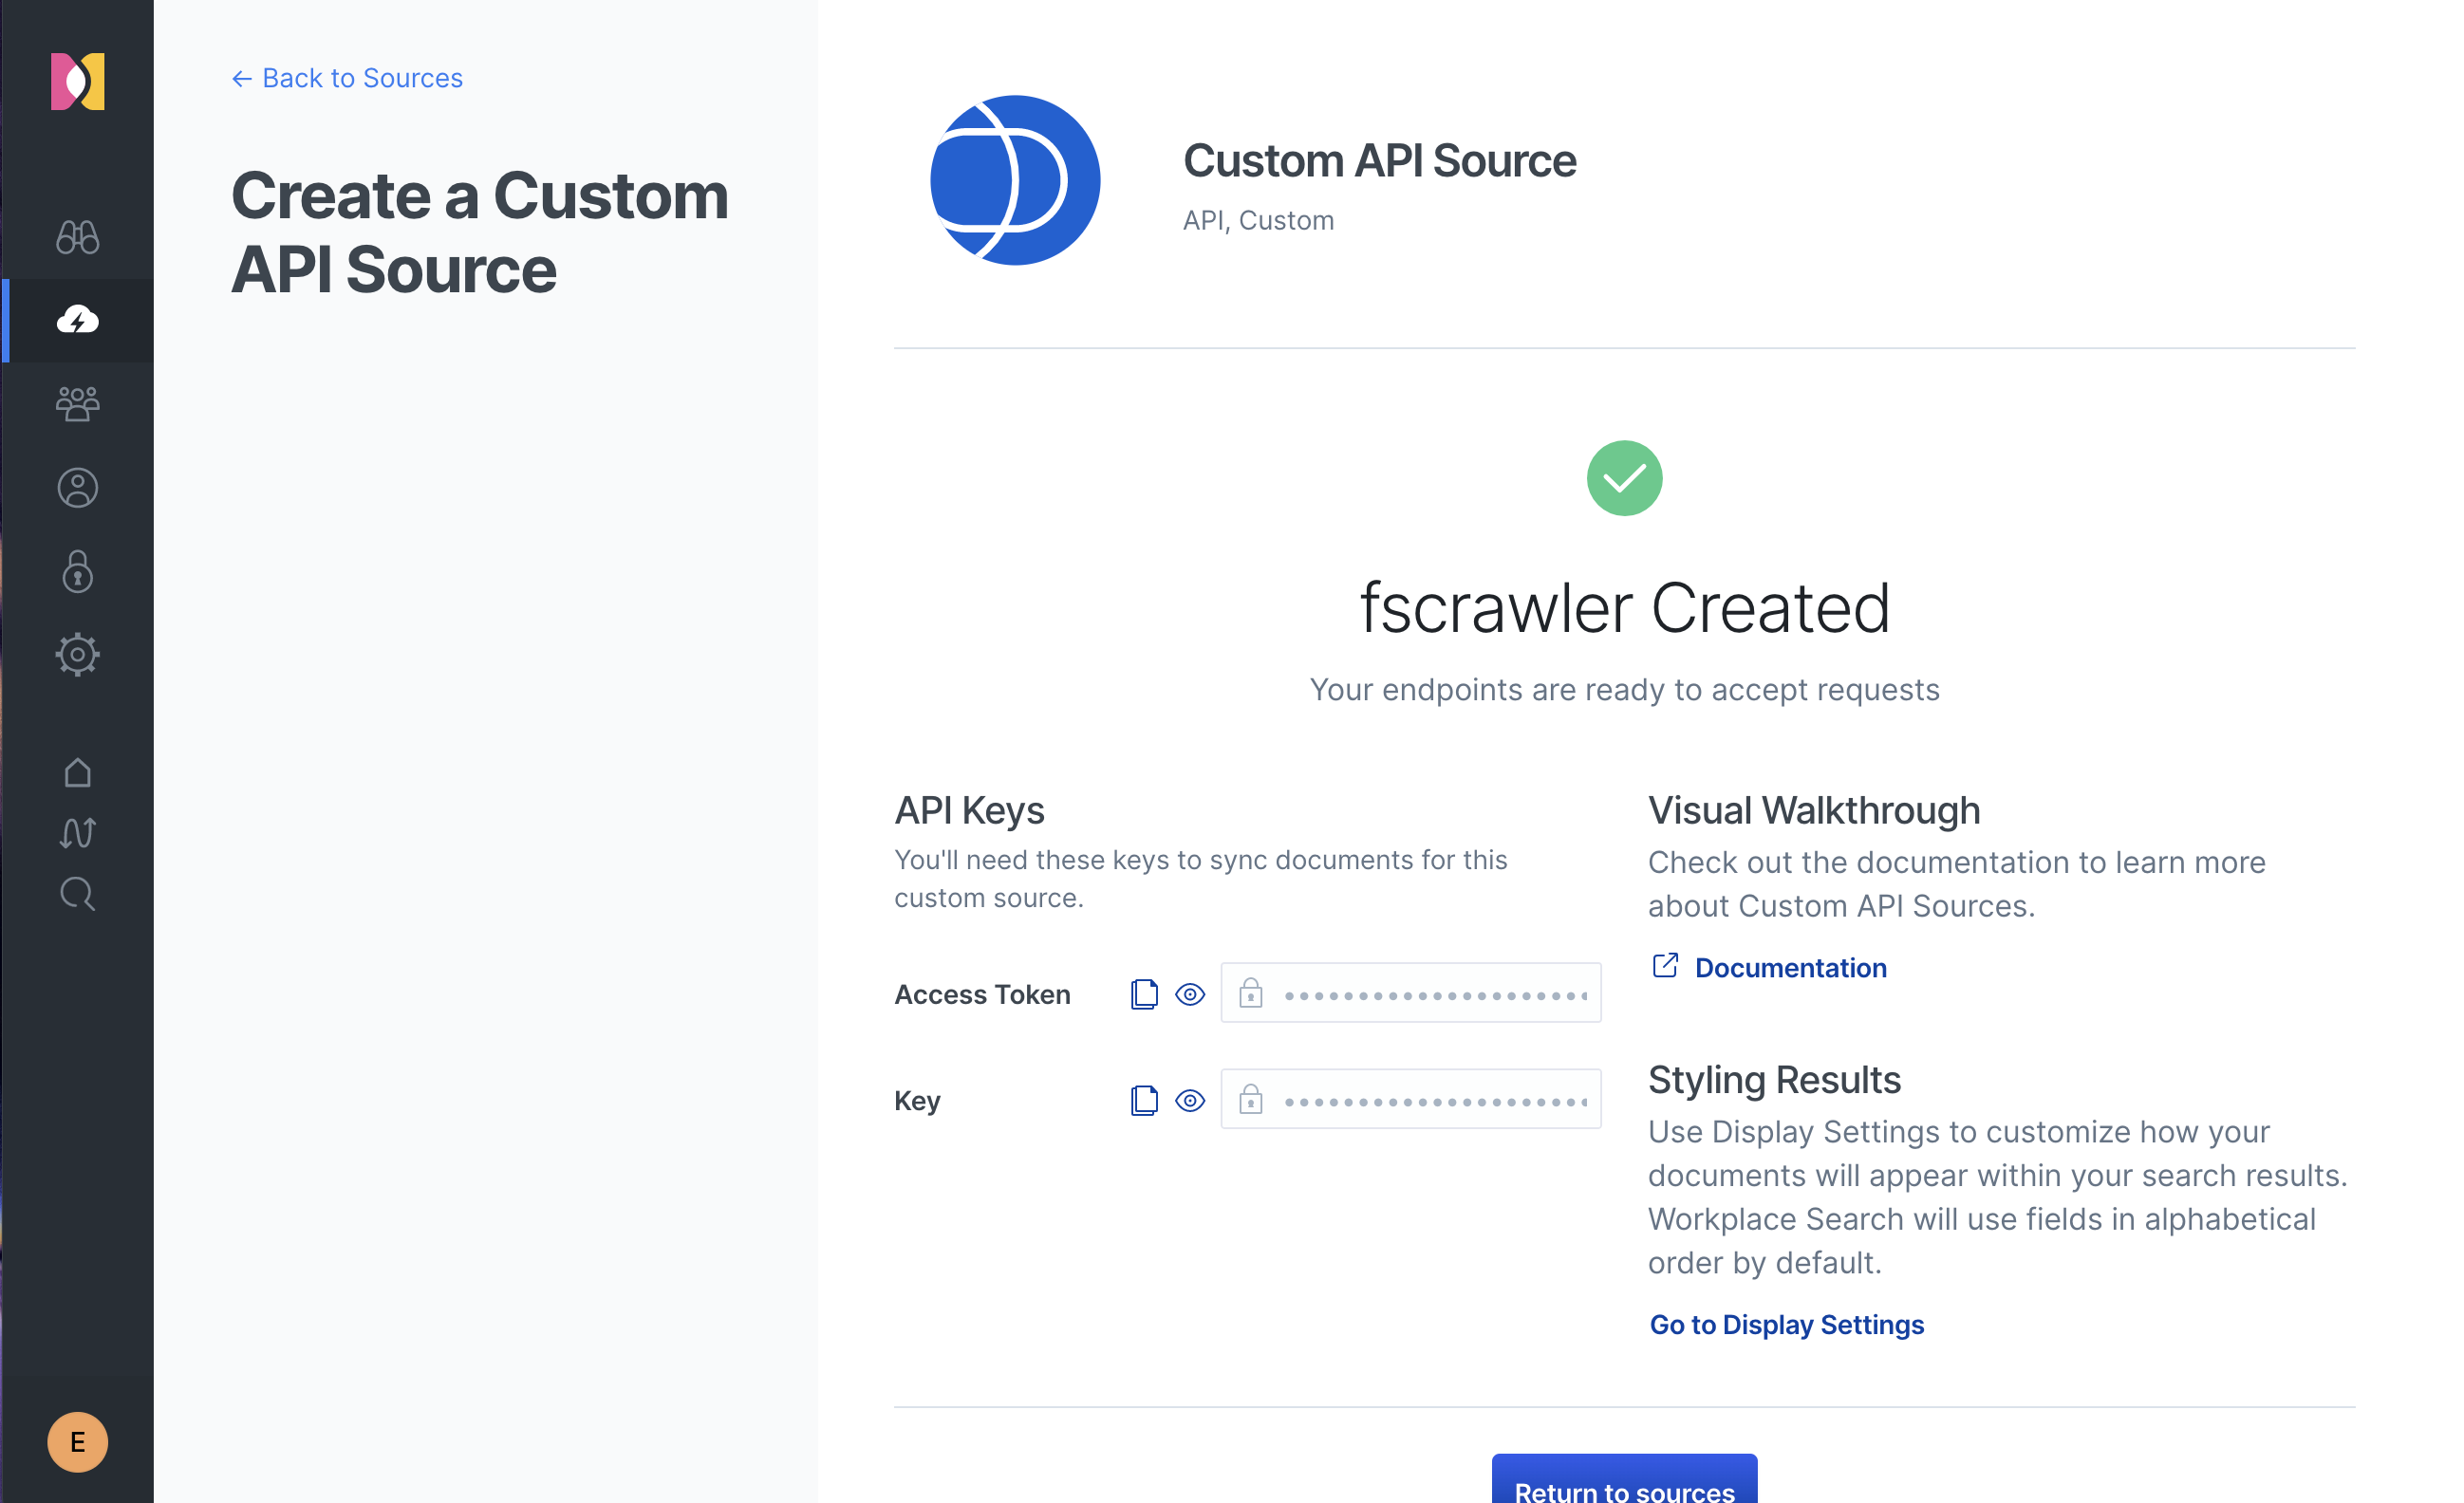 ← Back to Sources
Create a Custom
API Source
Custom API Source
API, Custom
fscrawler Created
Your endpoints are ready to accept requests
API Keys
You'll need these keys to sync documents for this
custom source.
Access Token
Key
Visual Walkthrough
Check out the documentation to learn more
about Custom API Sources.
Documentation
Styling Results
Use Display Settings to customize how your
documents will appear within your search results.
Workplace Search will use fields in alphabetical
order by default.
Go to Display Settings
Return to sources
E